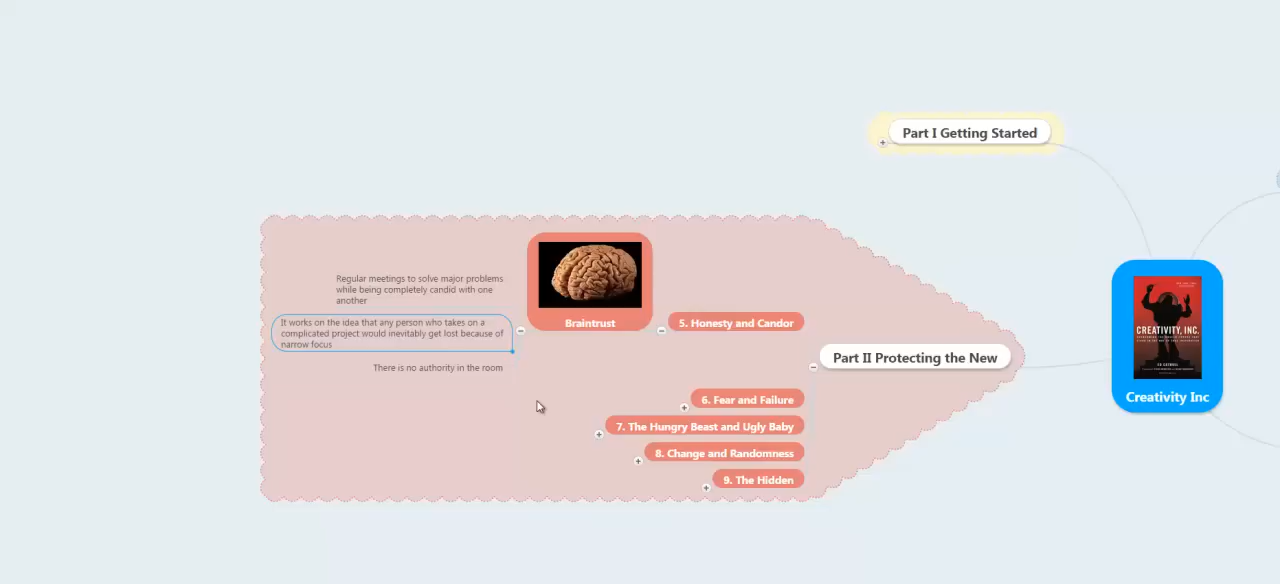 Part I Getting Started
Regular meetings to solve major problems
while being completely candid with one
another
It works on the idea that any person who takes on a
complicated project would inevitably get lost because of
narrow focus
There is no authority in the room
Braintrust
5. Honesty and Candor
Part II Protecting the New
6. Fear and Failure
7. The Hungry Beast and Ugly Baby
8. Change and Randomness
9. The Hidden
CREATIVITY, INC.
ED CATMULL
Creativity Inc